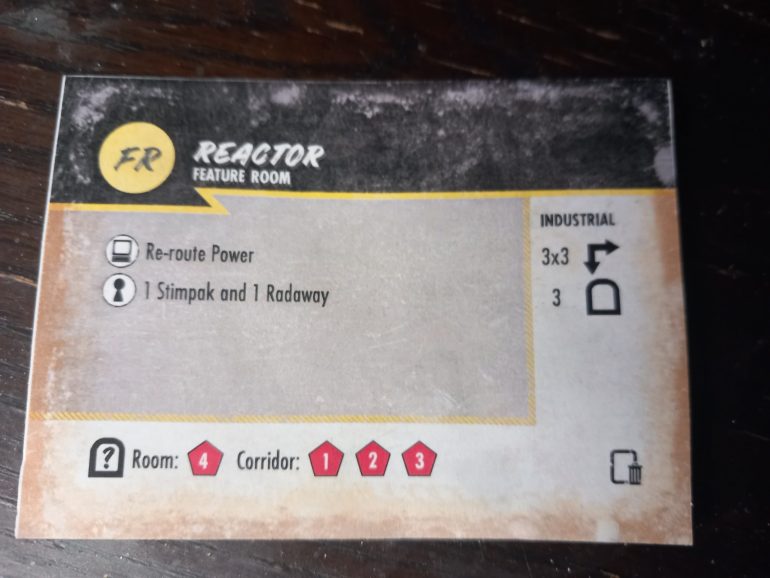 FR
REACTOR
FEATURE ROOM
INDUSTRIAL
3x3
3
Re-route Power
1 Stimpak and 1 Radaway
? Room: 4 Corridor: 1 2 3